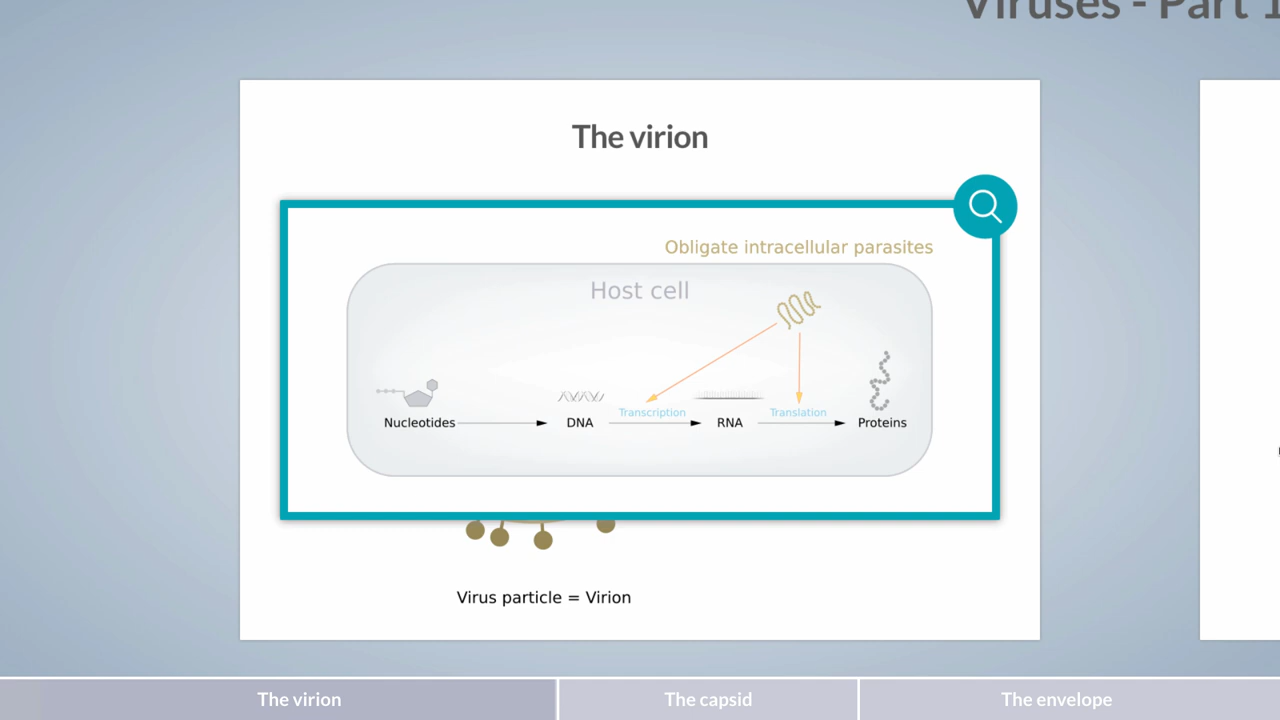 Viruses - Part 1
The virion
Obligate intracellular parasites
Host cell
Transcription
Translation
Nucleotides
DNA
RNA
Proteins
Virus particle = Virion
The virion
The capsid
The envelope